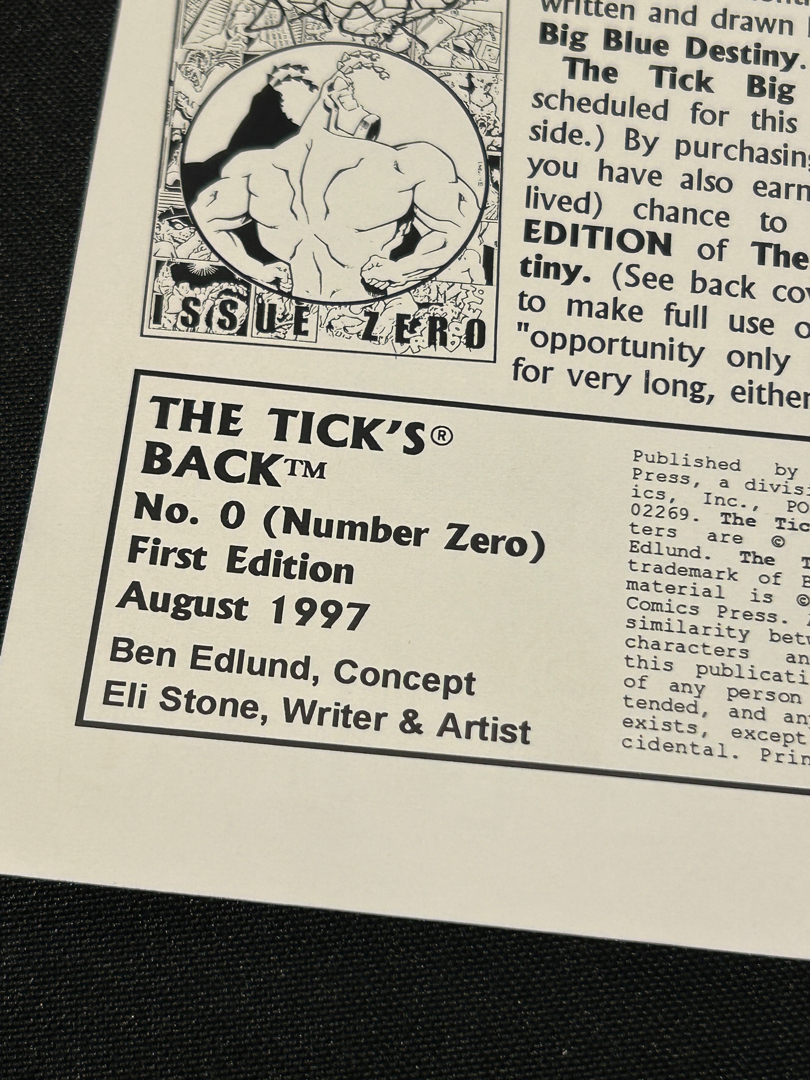 written and drawn
Big Blue Destiny.
The Tick Big
scheduled for this
side.) By purchasing
you have also earn
lived) chance to
EDITION of The
tiny. (See back cov
to make full use o
"opportunity only
for very long, either
ISSUE ZERO
THE TICK'S®
BACK™
No. 0 (Number Zero)
First Edition
August 1997
Ben Edlund, Concept
Eli Stone, Writer & Artist
Published by
Press, a divisi
ics, Inc., PO
02269. The Tic
ters are ©
Edlund. The T
trademark of B
material is ©
Comics Press.
similarity betw
characters an
this publicati
of any person
tended, and an
exists, except
cidental. Prin